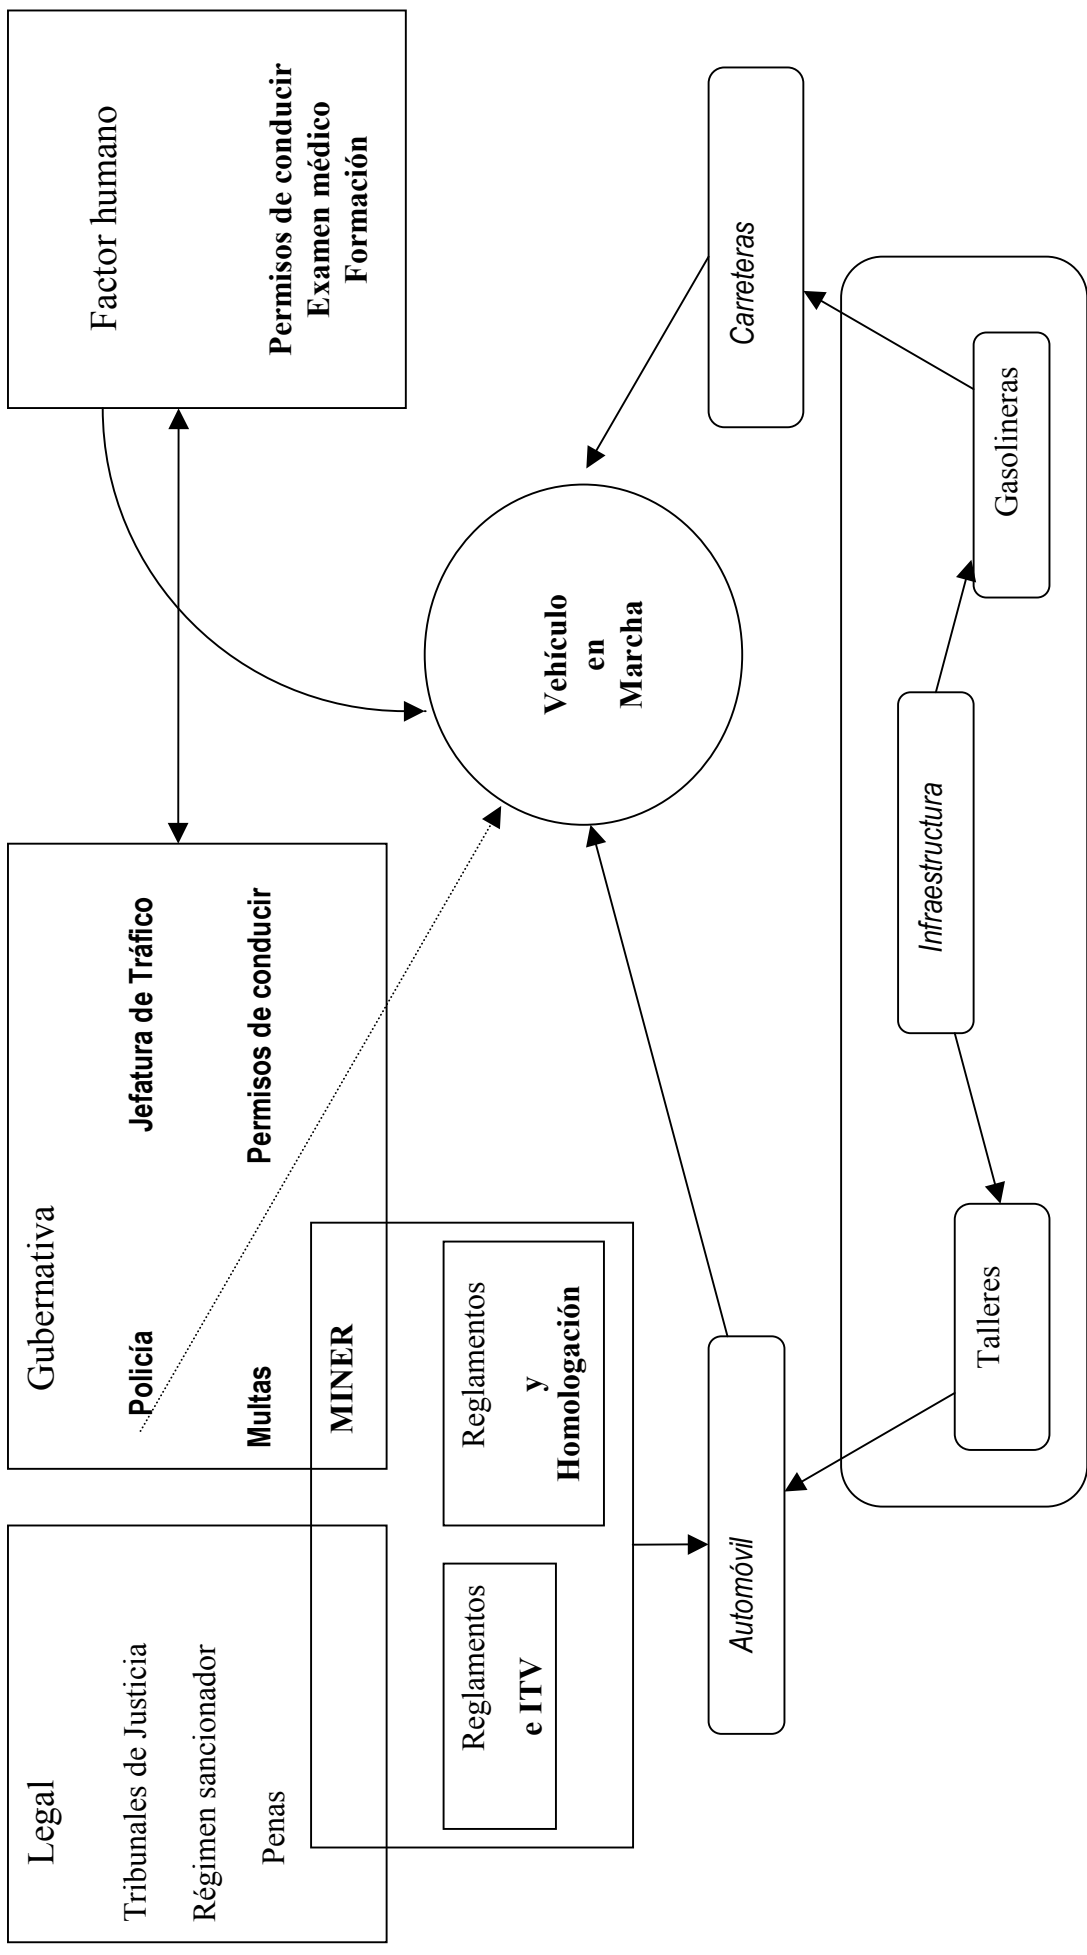 Legal
Tribunales de Justicia
Régimen sancionador
Penas
Gubernativa
Policía
Jefatura de Tráfico
Multas
Permisos de conducir
Factor humano
Permisos de conducir
Examen médico
Formación
MINER
Reglamentos
e ITV
Reglamentos
y
Homologación
Vehículo
en
Marcha
Automóvil
Carreteras
Infraestructura
Talleres
Gasolineras